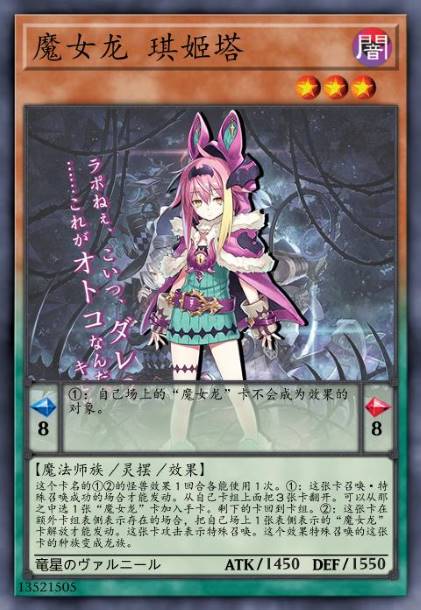 魔女龙 琪姬塔
闇
ラポねぇ、こいつ、ダレ
……これがオトコなんだ
キ
①：自己场上的“魔女龙”卡不会成为效果的
对象。
8
8
【魔法师族／灵摆／效果】
这个卡名的①②的怪兽效果1回合各能使用1次。①：这张卡召唤·特
殊召唤成功的场合才能发动。从自己卡组上面把3张卡翻开。可以从那
之中选1张“魔女龙”卡加入手卡。剩下的卡回到卡组。②：这张卡在
额外卡组表侧表示存在的场合，把自己场上1张表侧表示的“魔女龙”
卡解放才能发动。这张卡攻击表示特殊召唤。这个效果特殊召唤的这张
卡的种族变成龙族。
竜星のヴァルニール
ATK/1450 DEF/1550
13521505